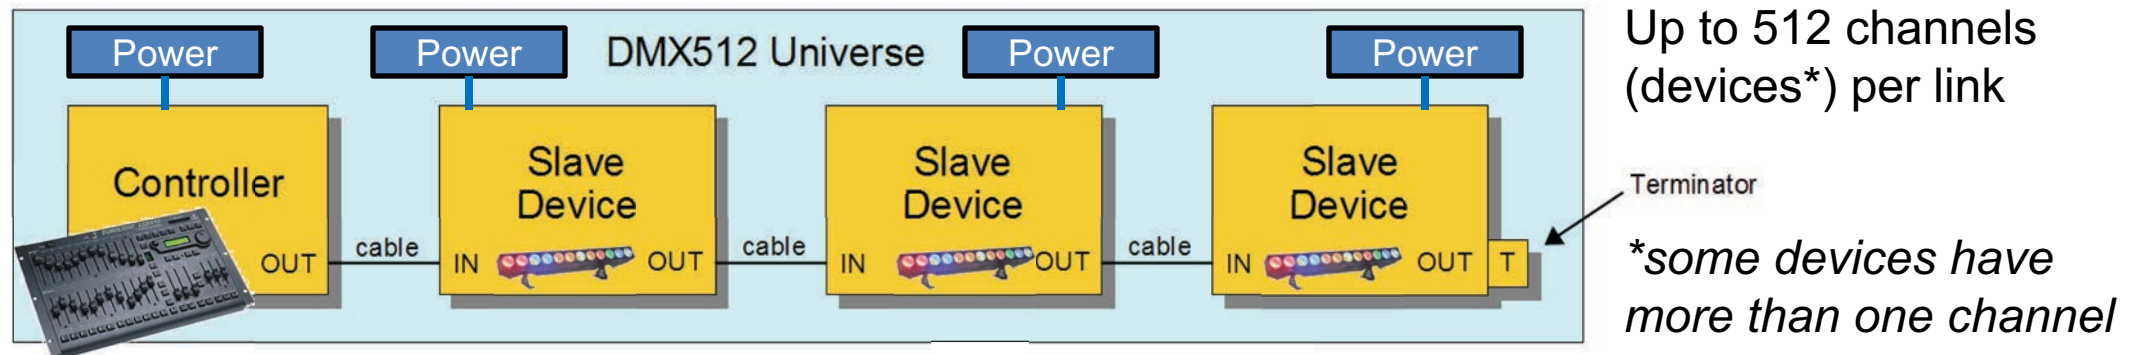 Power
Power
DMX512 Universe
Power
Power
Controller
OUT
cable
Slave
Device
IN
OUT
cable
Slave
Device
IN
OUT
cable
Slave
Device
IN
OUT
T
Up to 512 channels
(devices*) per link
Terminator
*some devices have
more than one channel